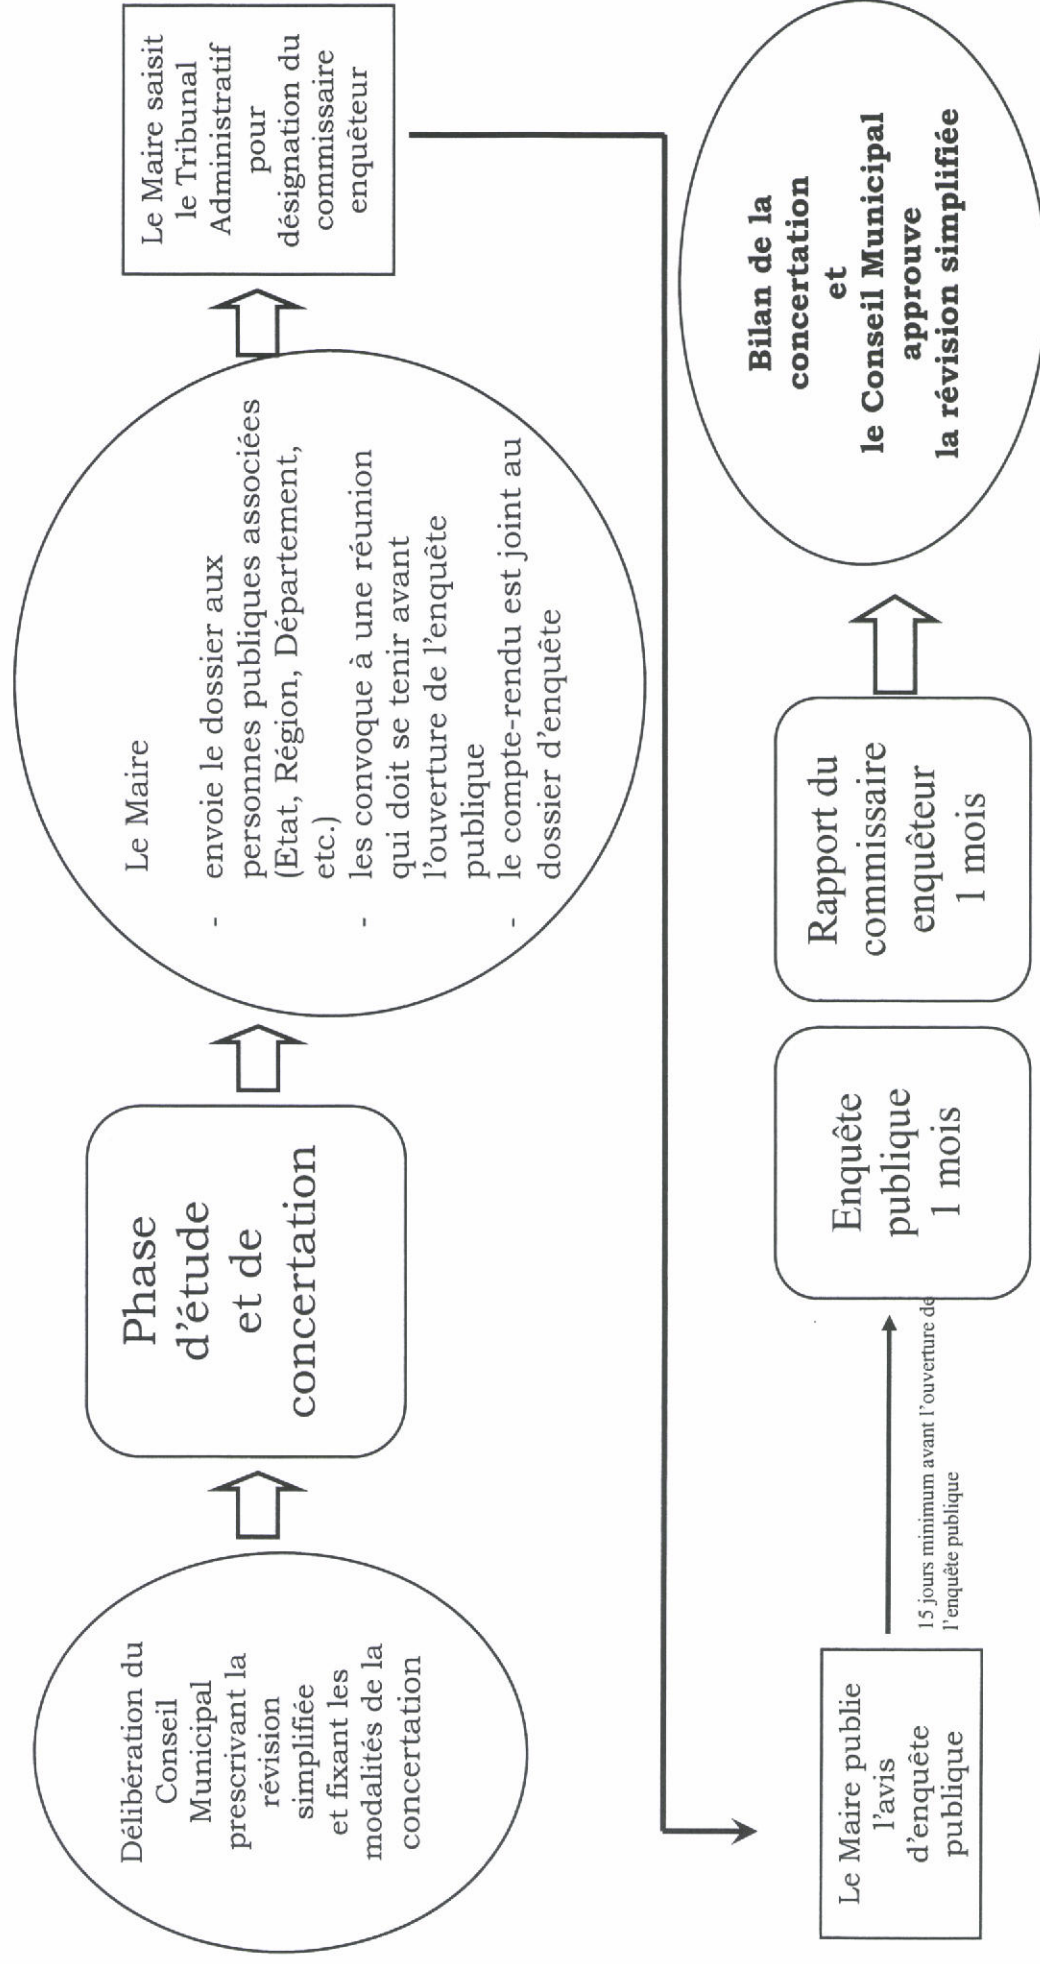 Délibération du
Conseil
Municipal
prescrivant la
révision
simplifiée
et fixant les
modalités de la
concertation
Phase
d'étude
et de
concertation
Le Maire
- envoie le dossier aux
personnes publiques associées
(Etat, Région, Département,
etc.)
- les convoque à une réunion
qui doit se tenir avant
l'ouverture de l'enquête
publique
- le compte-rendu est joint au
dossier d'enquête
Le Maire saisit
le Tribunal
Administratif
pour
désignation du
commissaire
enquêteur
Le Maire publie
l'avis
d'enquête
publique
15 jours minimum avant l'ouverture de
l'enquête publique
Enquête
publique
1 mois
Rapport du
commissaire
enquêteur
1 mois
Bilan de la
concertation
et
le Conseil Municipal
approuve
la révision simplifiée